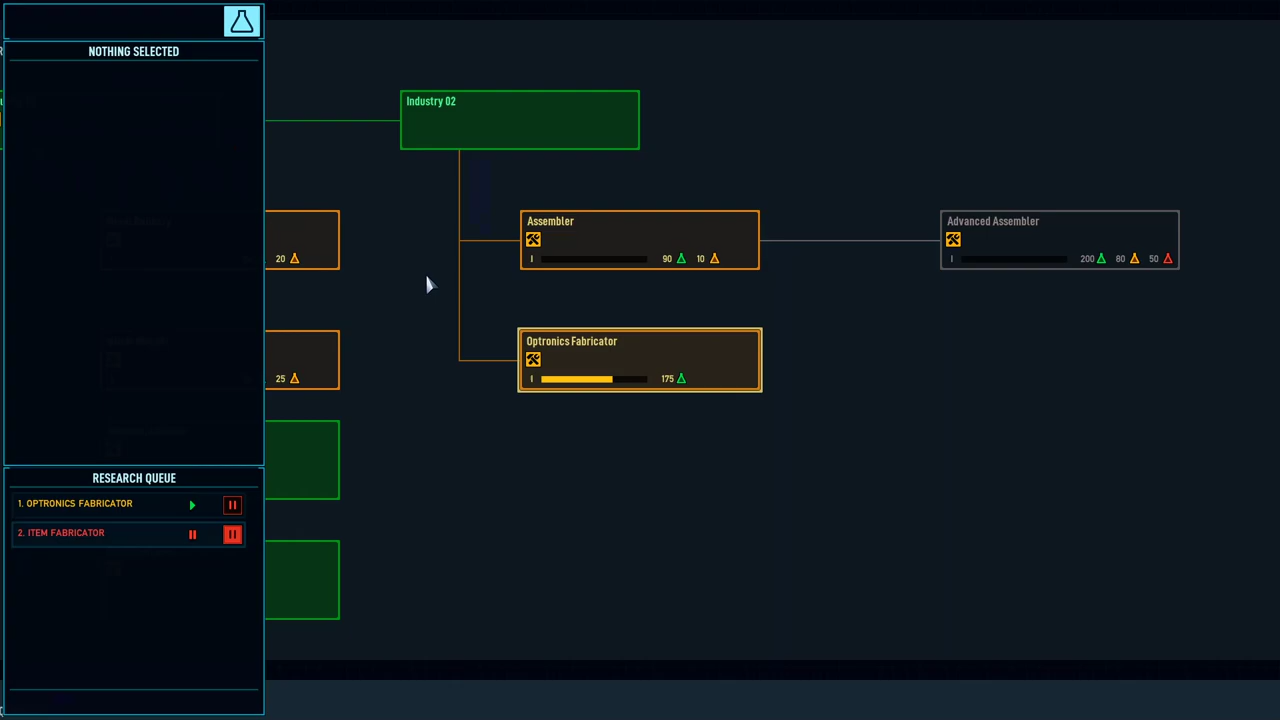 NOTHING SELECTED
Industry 02
Assembler
I 90 10
Advanced Assembler
I 200 80 50
20
Optronics Fabricator
I 175
25
RESEARCH QUEUE
1. OPTRONICS FABRICATOR
2. ITEM FABRICATOR